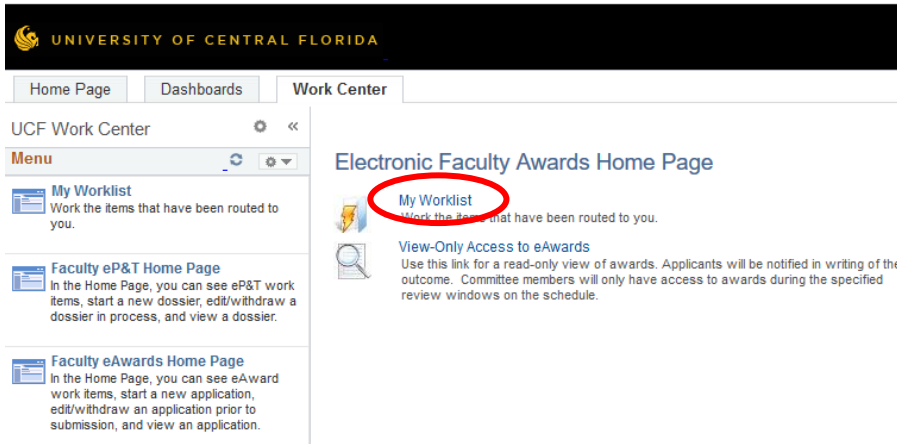 UNIVERSITY OF CENTRAL FLORIDA
Home Page
Dashboards
Work Center
UCF Work Center
Menu
My Worklist
Work the items that have been routed to
you.
Faculty eP&T Home Page
In the Home Page, you can see eP&T work
items, start a new dossier, edit/withdraw a
dossier in process, and view a dossier.
Faculty eAwards Home Page
In the Home Page, you can see eAward
work items, start a new application,
edit/withdraw an application prior to
submission, and view an application.
Electronic Faculty Awards Home Page
My Worklist
Work the items that have been routed to you.
View-Only Access to eAwards
Use this link for a read-only view of awards. Applicants will be notified in writing of the
outcome. Committee members will only have access to awards during the specified
review windows on the schedule.